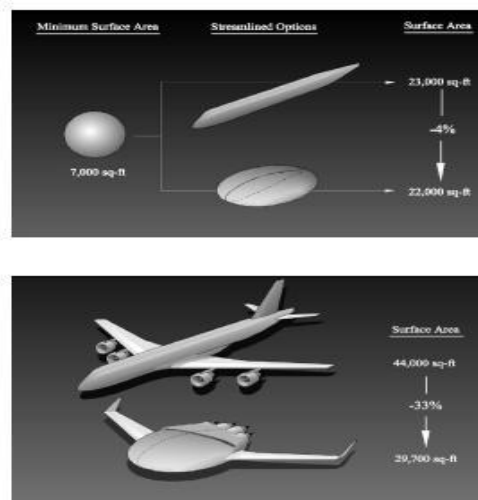 Minimum Surface Area
Streamlined Options
Surface Area
23,000 sq-ft
-4%
7,000 sq-ft
22,000 sq-ft
Surface Area
44,000 sq-ft
-33%
29,700 sq-ft